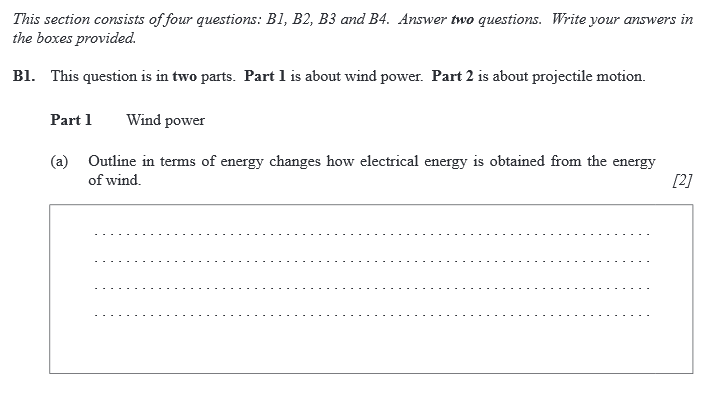 This section consists of four questions: B1, B2, B3 and B4. Answer two questions. Write your answers in
the boxes provided.
B1. This question is in two parts. Part 1 is about wind power. Part 2 is about projectile motion.
Part 1 Wind power
(a) Outline in terms of energy changes how electrical energy is obtained from the energy
of wind. [2]